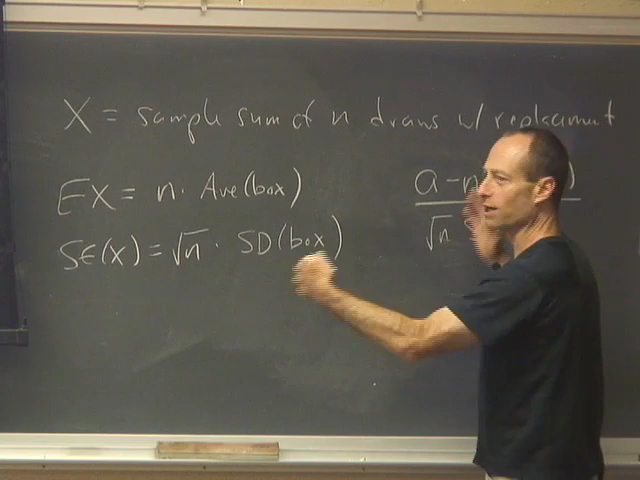 X = sample sum of n draws w/ replacement
EX = n · Ave(box)
SE(X) = √n · SD(box)
a - n )
√n